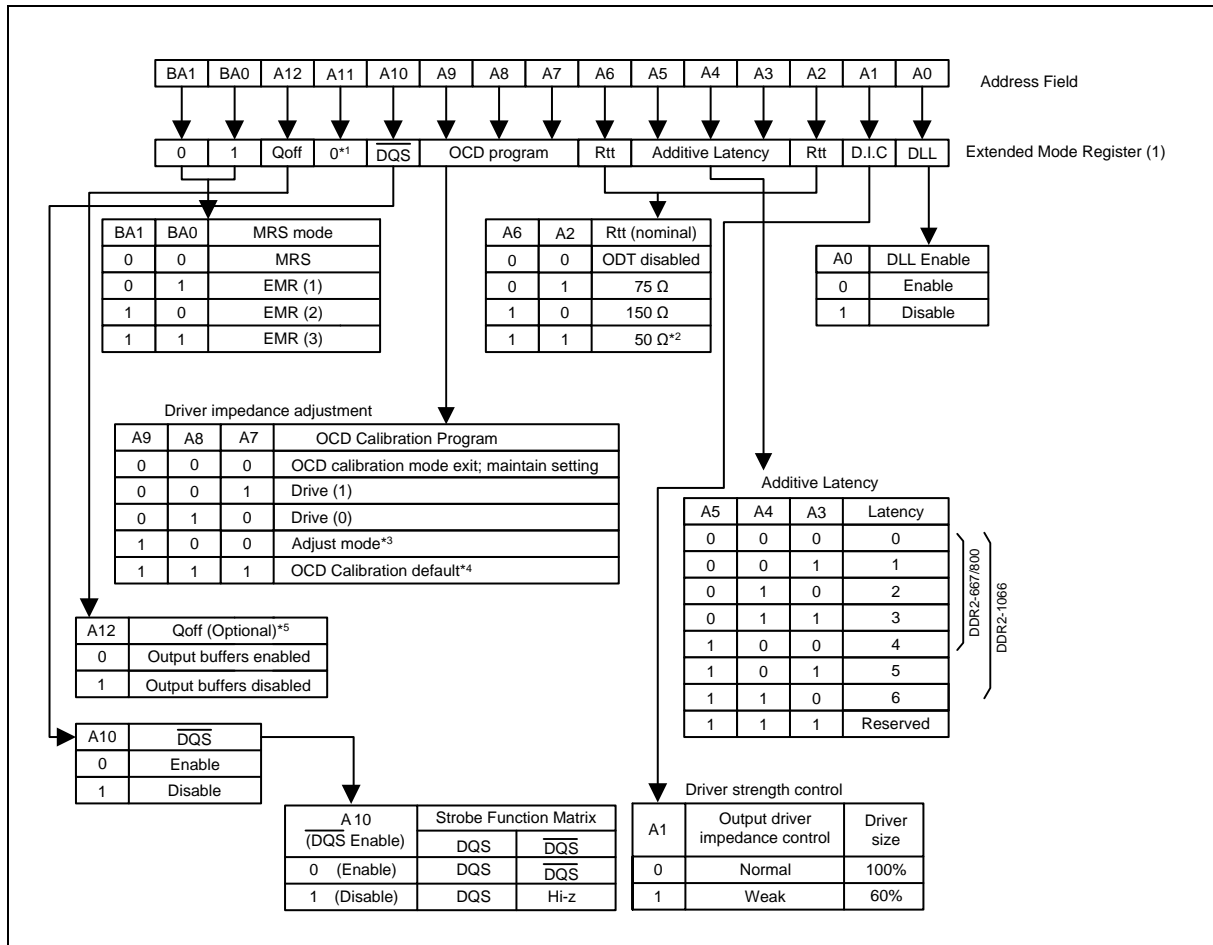 BA1 BA0 A12 A11 A10 A9 A8 A7 A6 A5 A4 A3 A2 A1 A0 Address Field
0 1 Qoff 0*1 DQS OCD program Rtt Additive Latency Rtt D.I.C DLL Extended Mode Register (1)
BA1 BA0 MRS mode
0 0 MRS
0 1 EMR (1)
1 0 EMR (2)
1 1 EMR (3)
A6 A2 Rtt (nominal)
0 0 ODT disabled
0 1 75 Ω
1 0 150 Ω
1 1 50 Ω*2
A0 DLL Enable
0 Enable
1 Disable
Driver impedance adjustment
A9 A8 A7 OCD Calibration Program
0 0 0 OCD calibration mode exit; maintain setting
0 0 1 Drive (1)
0 1 0 Drive (0)
1 0 0 Adjust mode*3
1 1 1 OCD Calibration default*4
Additive Latency
A5 A4 A3 Latency
0 0 0 0
0 0 1 1
0 1 0 2
0 1 1 3
1 0 0 4
1 0 1 5
1 1 0 6
1 1 1 Reserved
DDR2-667/800
DDR2-1066
A12 Qoff (Optional)*5
0 Output buffers enabled
1 Output buffers disabled
A10 DQS
0 Enable
1 Disable
A10
(DQS Enable)
Strobe Function Matrix
DQS DQS
0 (Enable) DQS DQS
1 (Disable) DQS Hi-z
Driver strength control
A1 Output driver impedance control Driver size
0 Normal 100%
1 Weak 60%